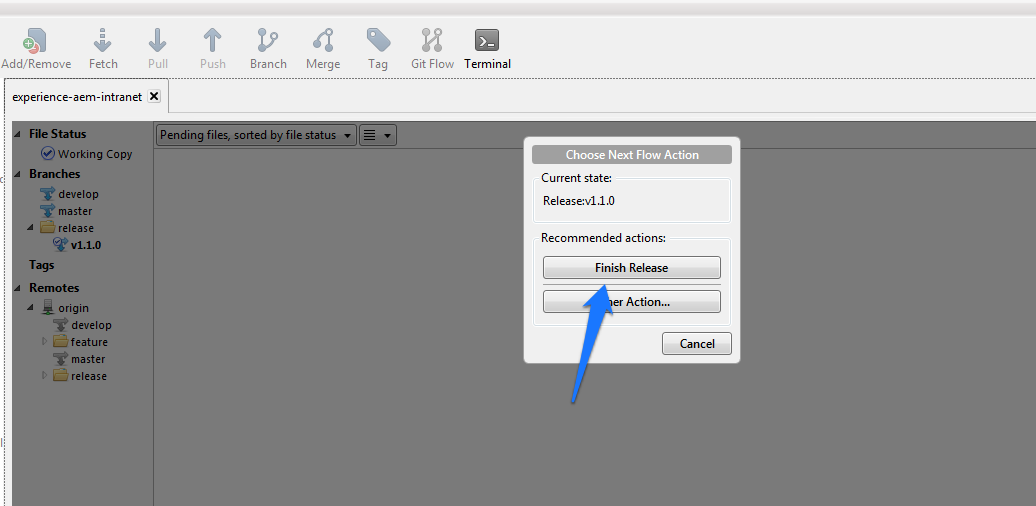 Add/Remove Fetch Pull Push Branch Merge Tag Git Flow Terminal
experience-aem-intranet
File Status
Working Copy
Branches
develop
master
release
v1.1.0
Tags
Remotes
origin
develop
feature
master
release
Pending files, sorted by file status
Choose Next Flow Action
Current state:
Release:v1.1.0
Recommended actions:
Finish Release
Action...
Cancel